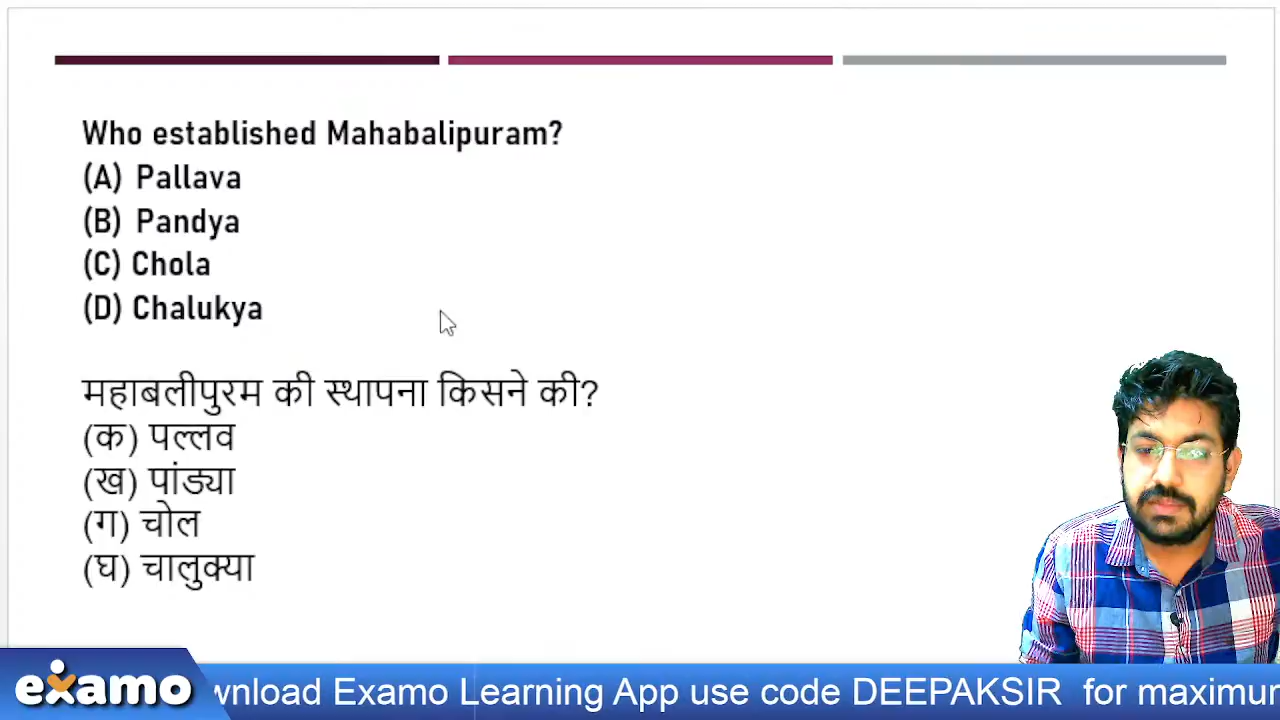 Who established Mahabalipuram?
(A) Pallava
(B) Pandya
(C) Chola
(D) Chalukya
महाबलीपुरम की स्थापना किसने की?
(क) पल्लव
(ख) पांड्या
(ग) चोल
(घ) चालुक्या
examo
wnload Examo Learning App use code DEEPAKSIR for maximum